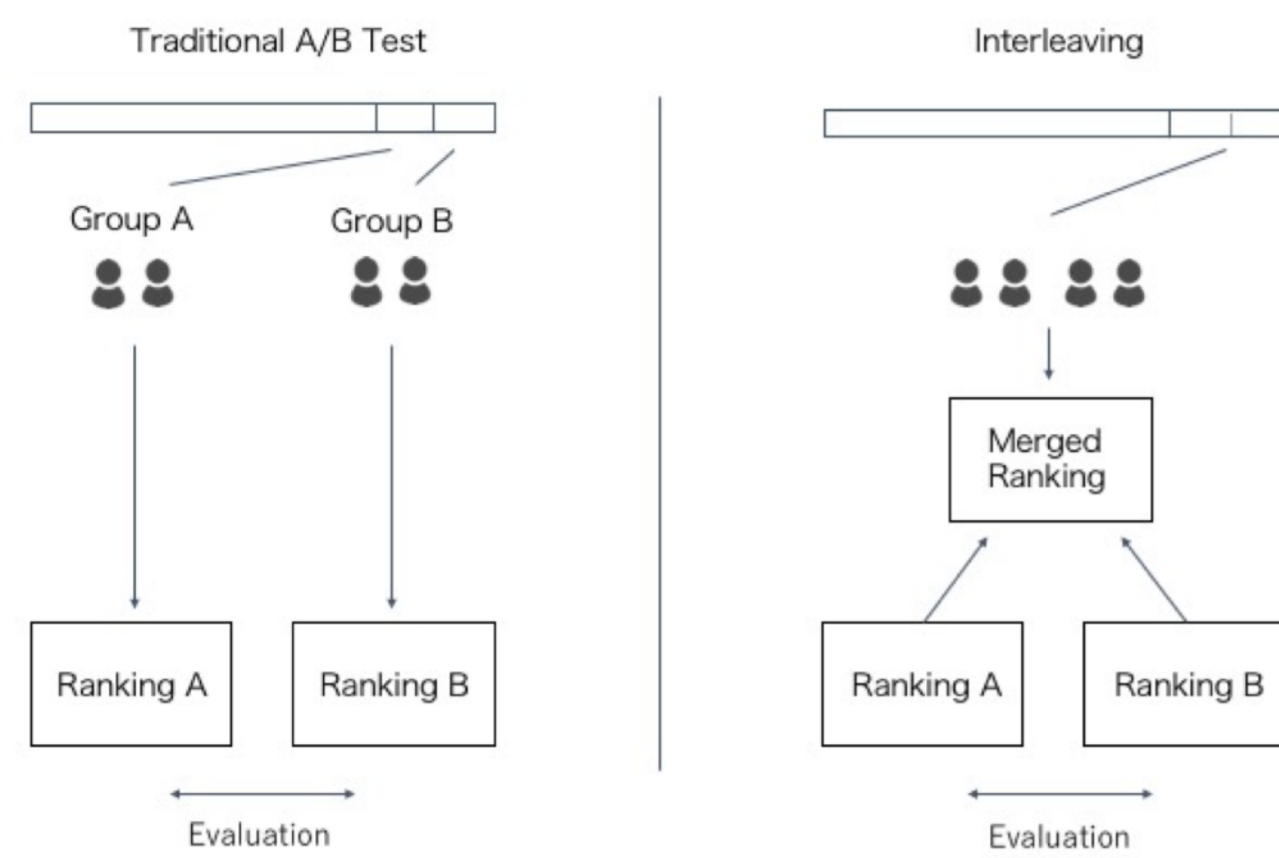 Traditional A/B Test
Group A
Group B
Ranking A
Ranking B
Evaluation
Interleaving
Merged
Ranking
Ranking A
Ranking B
Evaluation